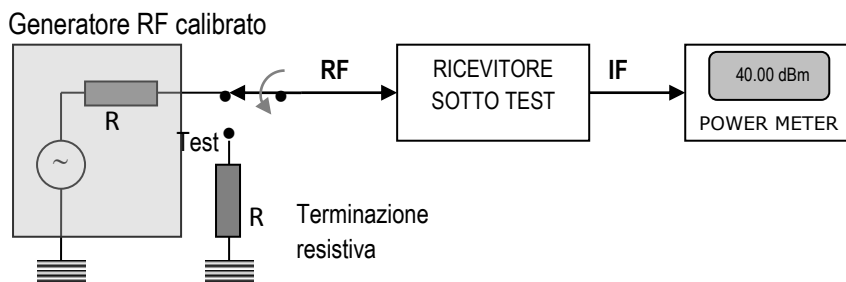 Generatore RF calibrato
RF
RICEVITORE
SOTTO TEST
IF
40.00 dBm
POWER METER
R
Test
~
R
Terminazione
resistiva